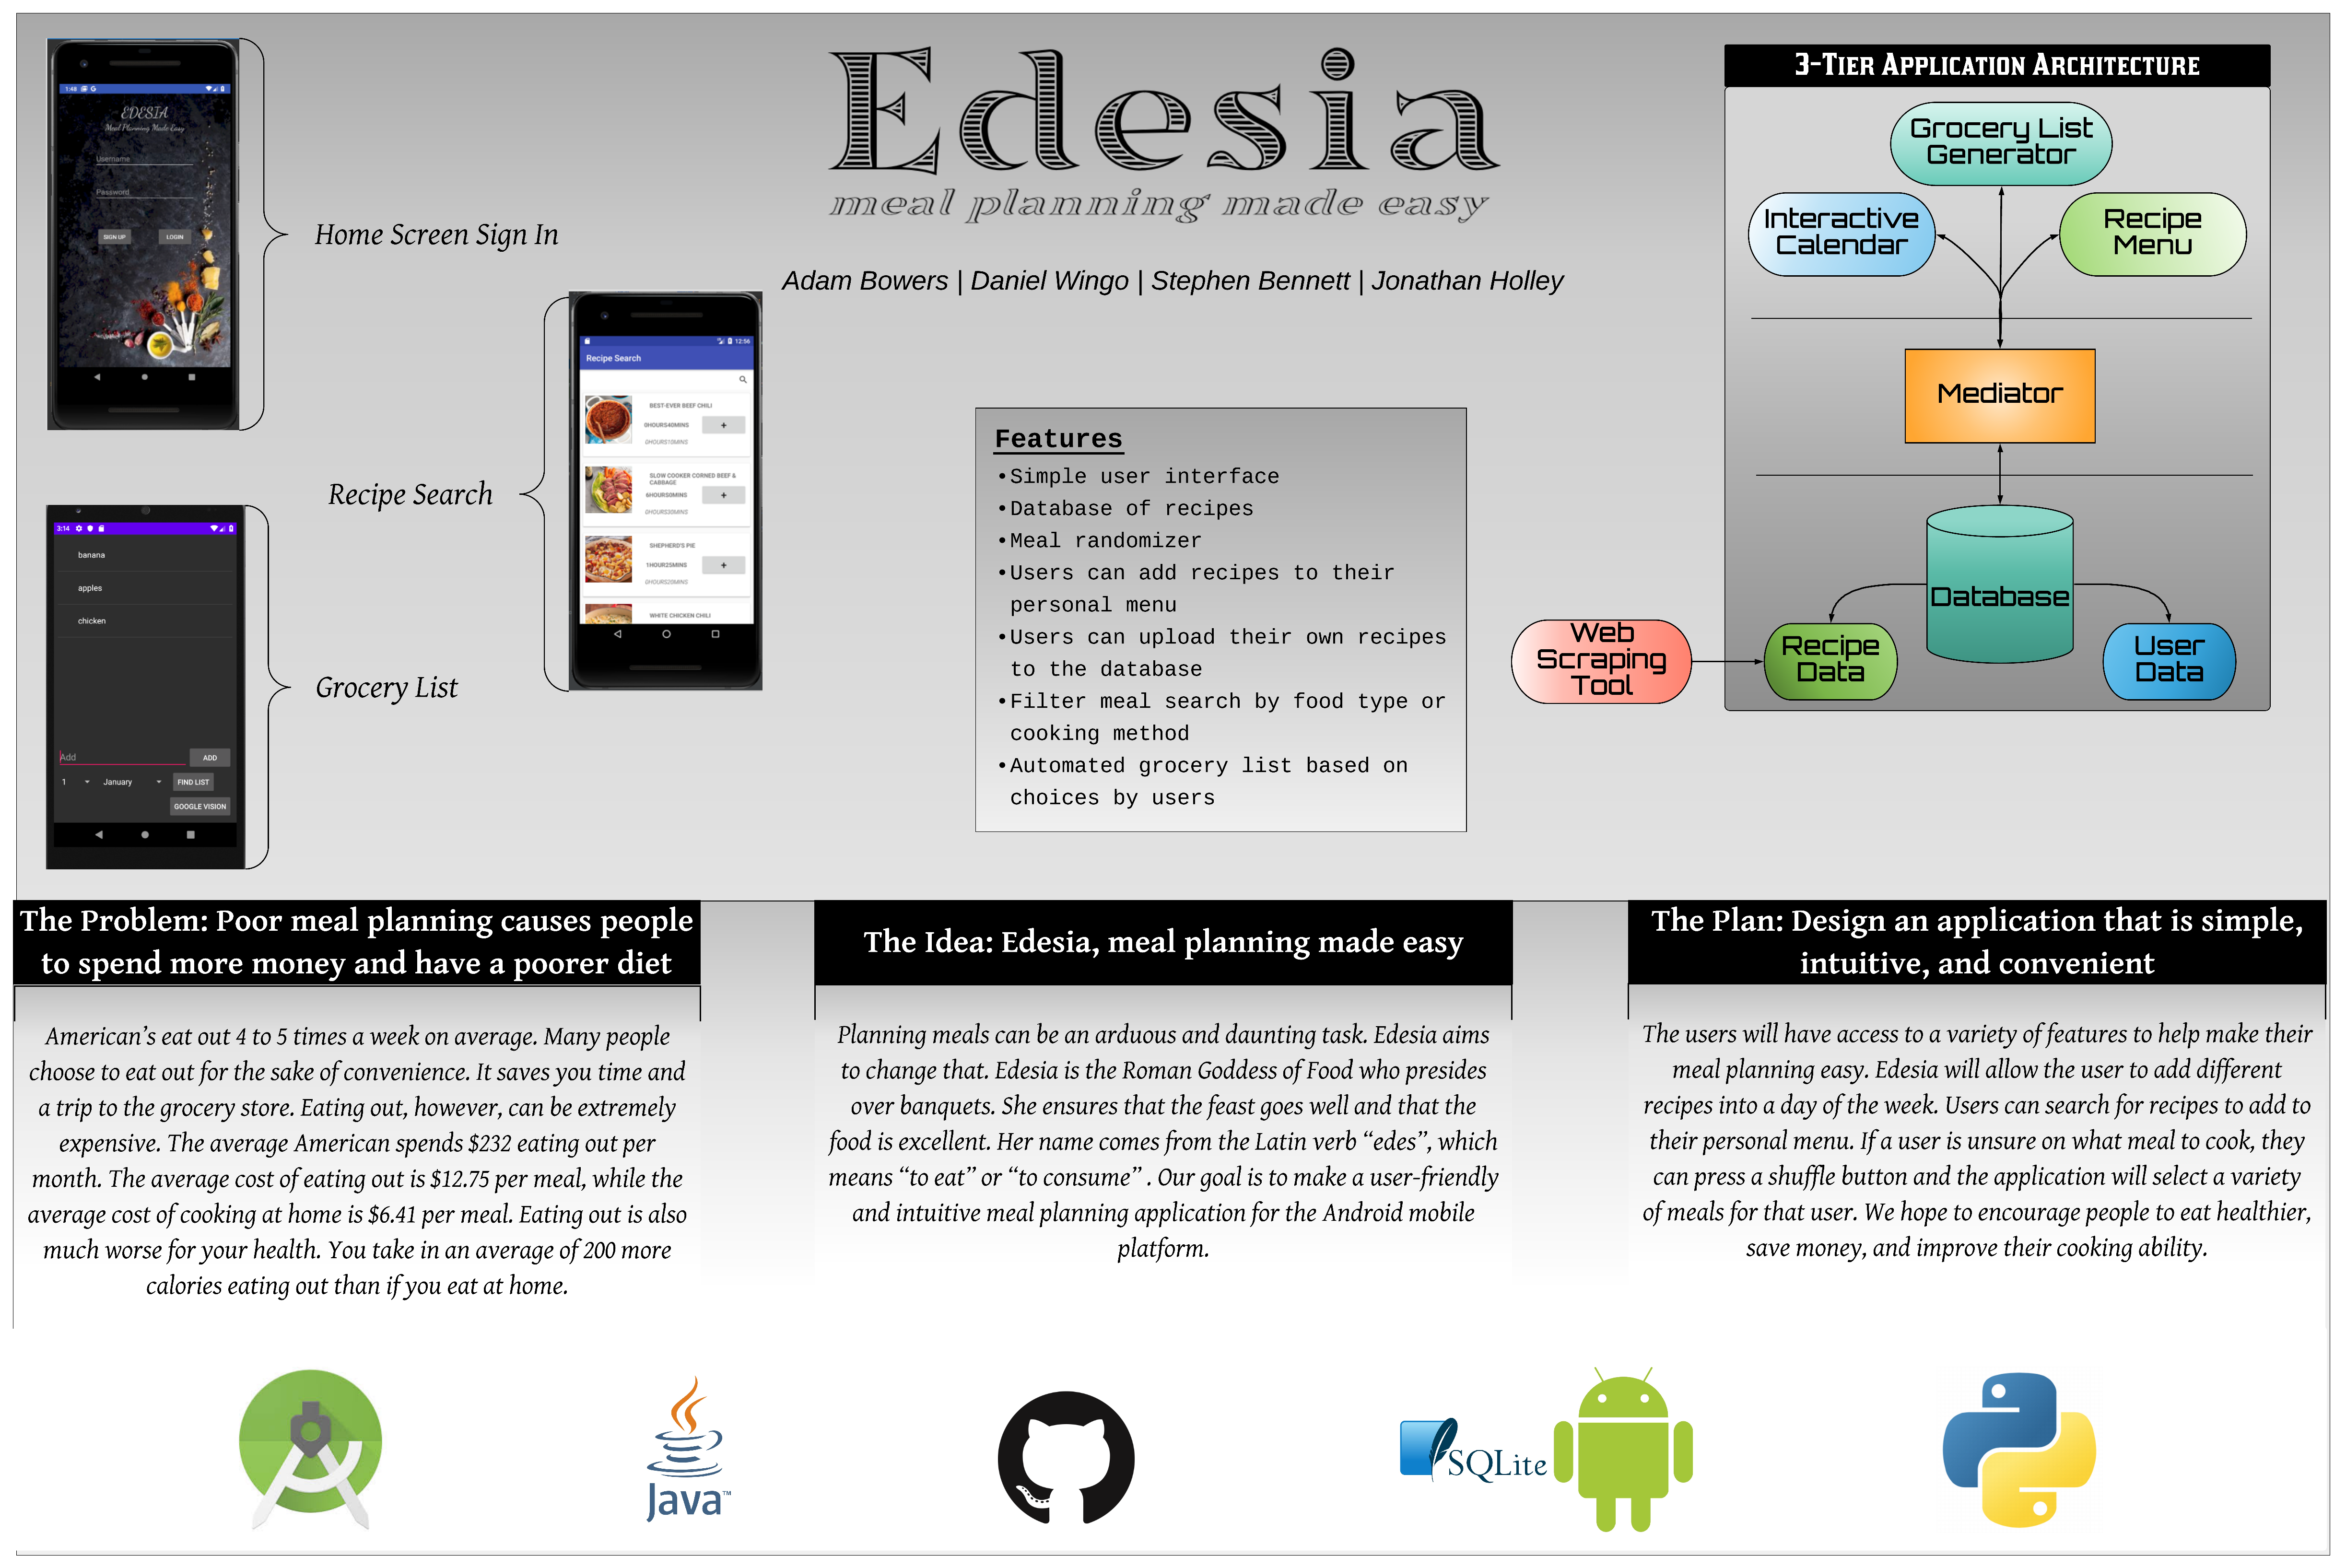 Edesia
meal planning made easy
Adam Bowers | Daniel Wingo | Stephen Bennett | Jonathan Holley
1:48
EDESIA
Meal Planning Made Easy
Username
Password
SIGN UP
LOGIN
Home Screen Sign In
12:56
Recipe Search
BEST-EVER BEEF CHILI
0HOURS40MINS
+
0HOURS10MINS
SLOW COOKER CORNED BEEF &
CABBAGE
6HOURS0MINS
+
0HOURS30MINS
SHEPHERD'S PIE
1HOUR25MINS
+
0HOURS20MINS
WHITE CHICKEN CHILI
Recipe Search
3:14
banana
apples
chicken
Add
ADD
1
January
FIND LIST
GOOGLE VISION
Grocery List
Features
•Simple user interface
•Database of recipes
•Meal randomizer
•Users can add recipes to their
personal menu
•Users can upload their own recipes
to the database
•Filter meal search by food type or
cooking method
•Automated grocery list based on
choices by users
3-Tier Application Architecture
Grocery List
Generator
Interactive
Calendar
Recipe
Menu
Mediator
Database
Web
Scraping
Tool
Recipe
Data
User
Data
The Problem: Poor meal planning causes people
to spend more money and have a poorer diet
American’s eat out 4 to 5 times a week on average. Many people
choose to eat out for the sake of convenience. It saves you time and
a trip to the grocery store. Eating out, however, can be extremely
expensive. The average American spends $232 eating out per
month. The average cost of eating out is $12.75 per meal, while the
average cost of cooking at home is $6.41 per meal. Eating out is also
much worse for your health. You take in an average of 200 more
calories eating out than if you eat at home.
The Idea: Edesia, meal planning made easy
Planning meals can be an arduous and daunting task. Edesia aims
to change that. Edesia is the Roman Goddess of Food who presides
over banquets. She ensures that the feast goes well and that the
food is excellent. Her name comes from the Latin verb “edes”, which
means “to eat” or “to consume” . Our goal is to make a user-friendly
and intuitive meal planning application for the Android mobile
platform.
The Plan: Design an application that is simple,
intuitive, and convenient
The users will have access to a variety of features to help make their
meal planning easy. Edesia will allow the user to add different
recipes into a day of the week. Users can search for recipes to add to
their personal menu. If a user is unsure on what meal to cook, they
can press a shuffle button and the application will select a variety
of meals for that user. We hope to encourage people to eat healthier,
save money, and improve their cooking ability.
Java™
SQLite